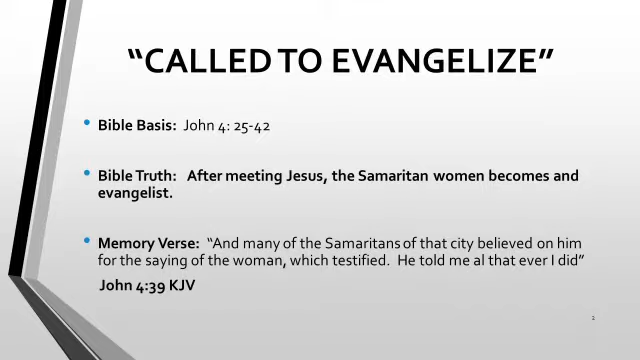 “CALLED TO EVANGELIZE”
• Bible Basis: John 4: 25-42
• Bible Truth: After meeting Jesus, the Samaritan women becomes and
evangelist.
• Memory Verse: “And many of the Samaritans of that city believed on him
for the saying of the woman, which testified. He told me al that ever I did”
John 4:39 KJV